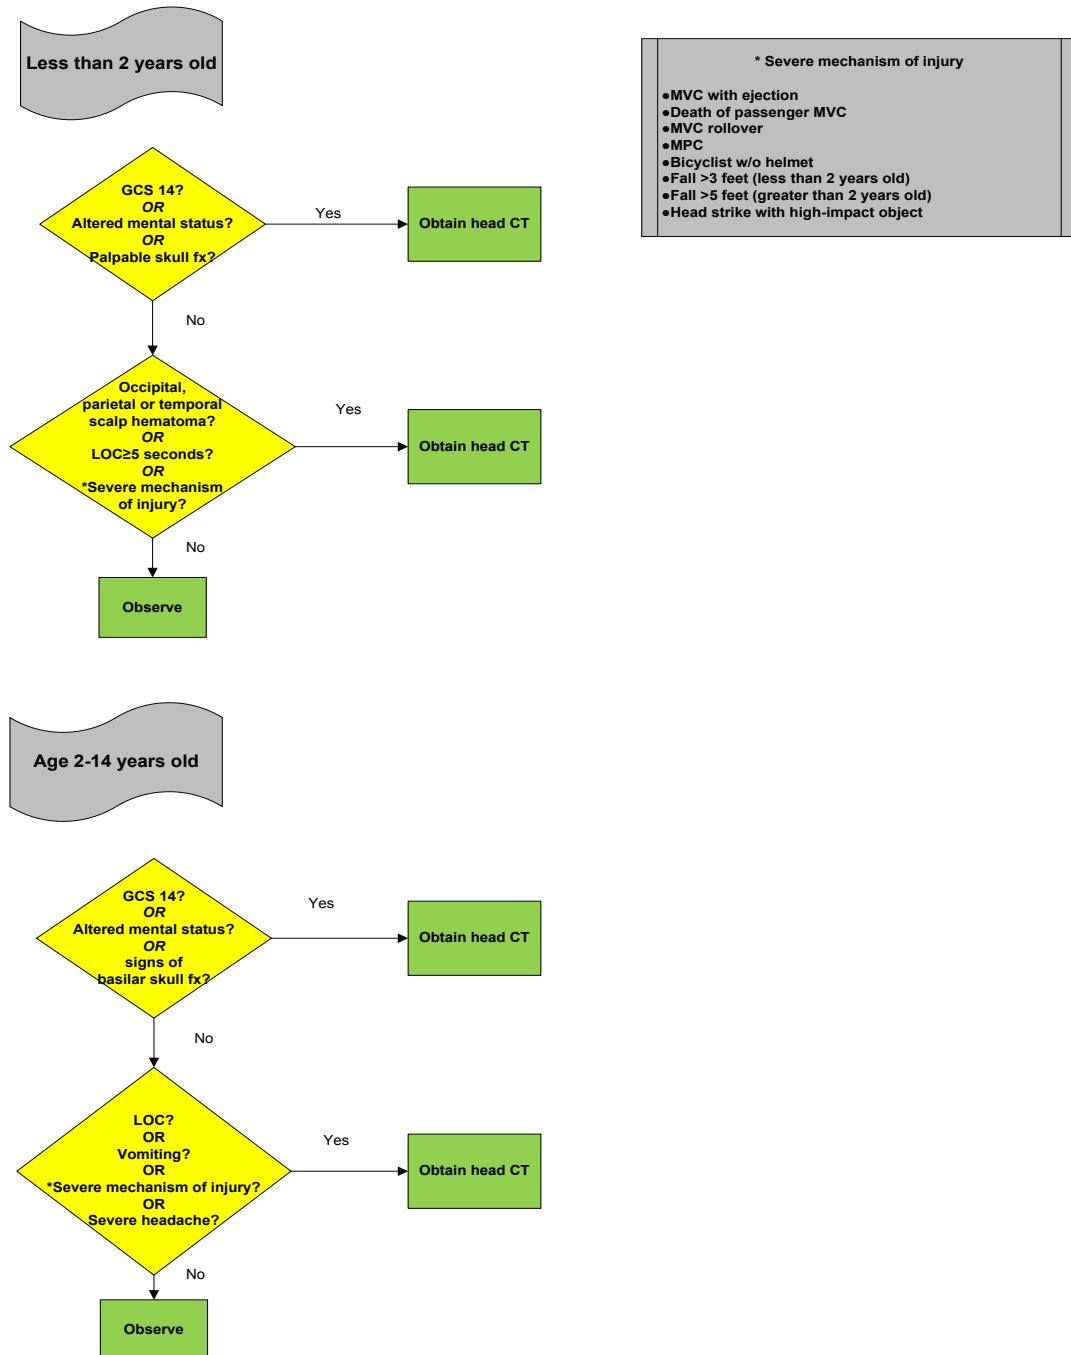 Less than 2 years old
* Severe mechanism of injury
●MVC with ejection
●Death of passenger MVC
●MVC rollover
●MPC
●Bicyclist w/o helmet
●Fall >3 feet (less than 2 years old)
●Fall >5 feet (greater than 2 years old)
●Head strike with high-impact object
GCS 14?
OR
Altered mental status?
OR
Palpable skull fx?
Yes
Obtain head CT
No
Occipital,
parietal or temporal
scalp hematoma?
OR
LOC≥5 seconds?
OR
*Severe mechanism
of injury?
Yes
Obtain head CT
No
Observe
Age 2-14 years old
GCS 14?
OR
Altered mental status?
OR
signs of
basilar skull fx?
Yes
Obtain head CT
No
LOC?
OR
Vomiting?
OR
*Severe mechanism of injury?
OR
Severe headache?
Yes
Obtain head CT
No
Observe